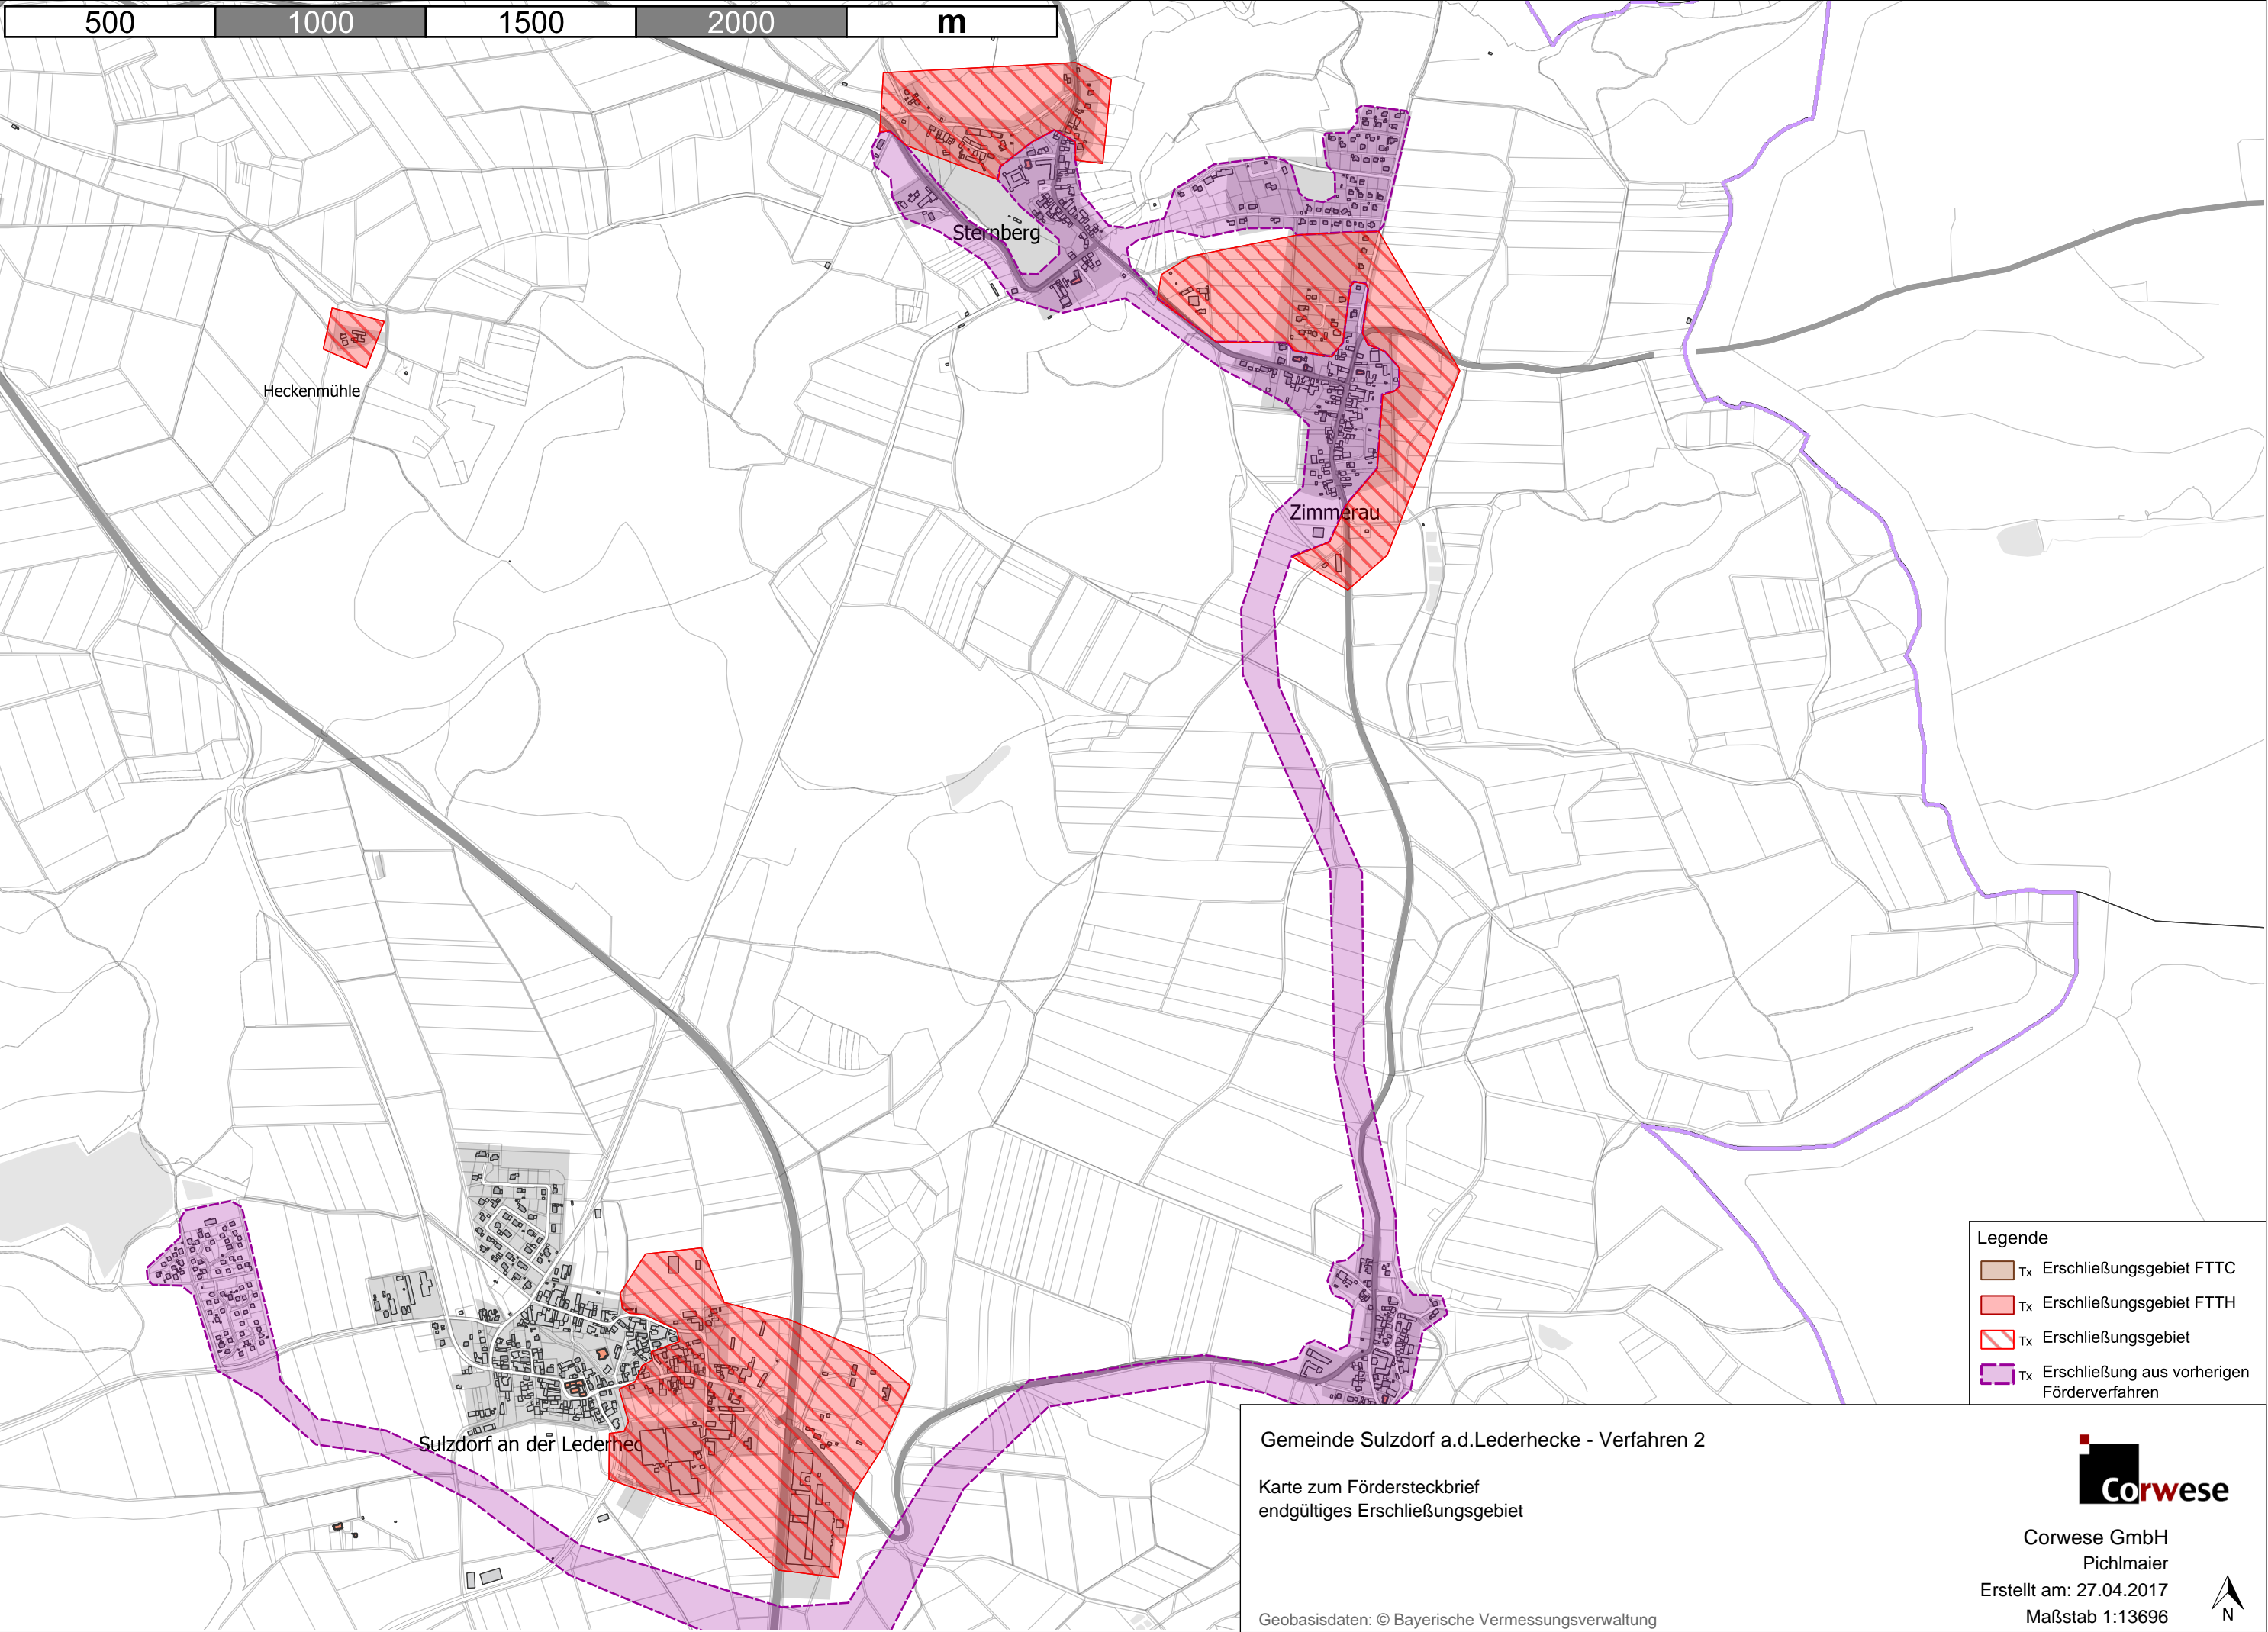 500 1000 1500 2000 m
Sternberg
Heckenmühle
Zimmerau
Sulzdorf an der Lederhec
Legende
Tx Erschließungsgebiet FTTC
Tx Erschließungsgebiet FTTH
Tx Erschließungsgebiet
Tx Erschließung aus vorherigen
Förderverfahren
Gemeinde Sulzdorf a.d.Lederhecke - Verfahren 2
Karte zum Fördersteckbrief
endgültiges Erschließungsgebiet
Geobasisdaten: © Bayerische Vermessungsverwaltung
Corwese
Corwese GmbH
Pichlmaier
Erstellt am: 27.04.2017
Maßstab 1:13696
N